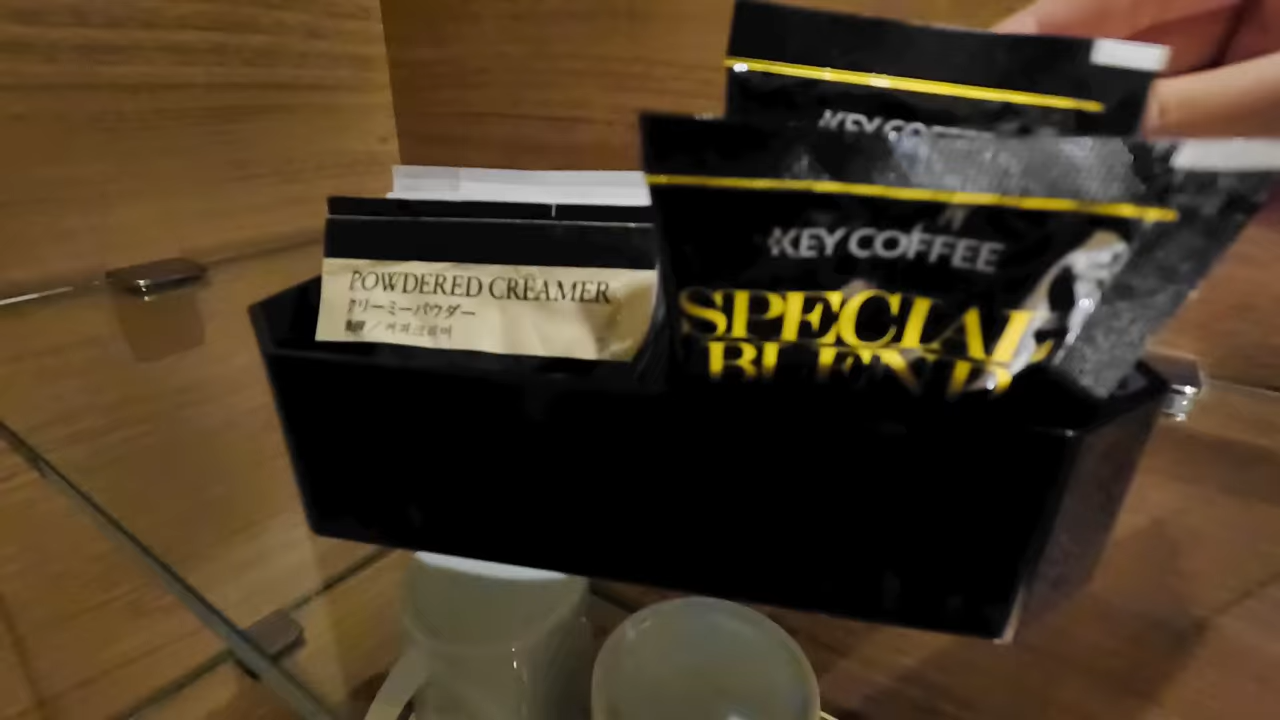 KEY COFFEE
KEY COFFEE
SPECIAL
BLEND
POWDERED CREAMER
クリーミーパウダー